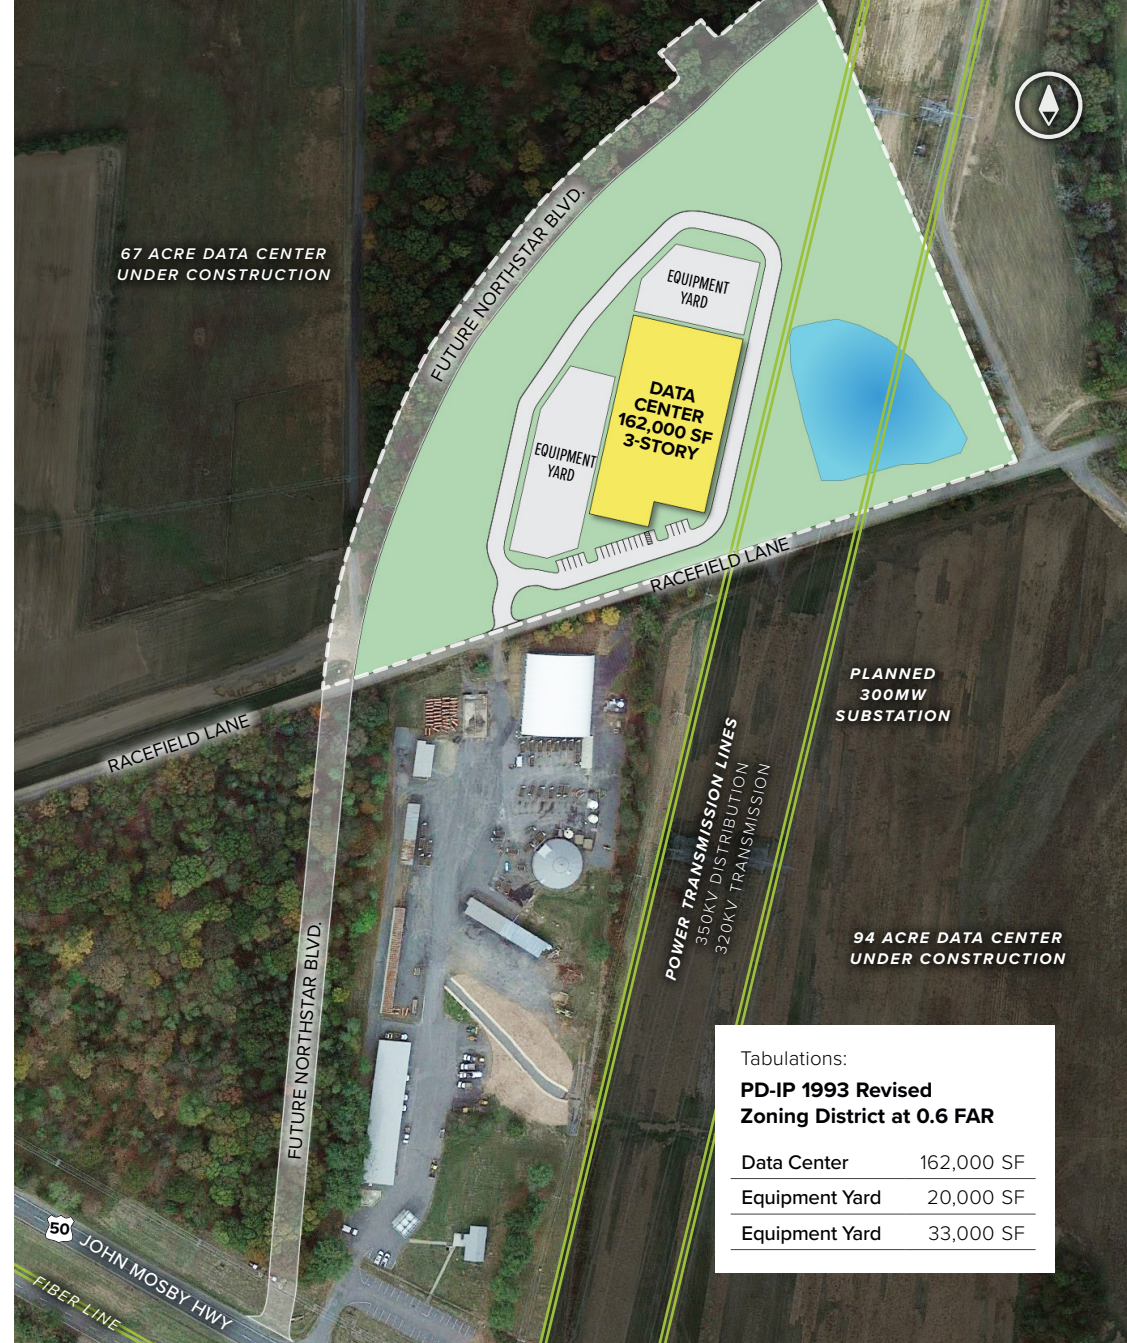 67 ACRE DATA CENTER
UNDER CONSTRUCTION
FUTURE NORTHSTAR BLVD.
EQUIPMENT
YARD
DATA
CENTER
162,000 SF
3-STORY
EQUIPMENT
YARD
RACEFIELD LANE
RACEFIELD LANE
PLANNED
300MW
SUBSTATION
POWER TRANSMISSION LINES
350KV DISTRIBUTION
320KV TRANSMISSION
94 ACRE DATA CENTER
UNDER CONSTRUCTION
FUTURE NORTHSTAR BLVD.
Tabulations:
PD-IP 1993 Revised
Zoning District at 0.6 FAR
Data Center 162,000 SF
Equipment Yard 20,000 SF
Equipment Yard 33,000 SF
50 JOHN MOSBY HWY
FIBER LINE